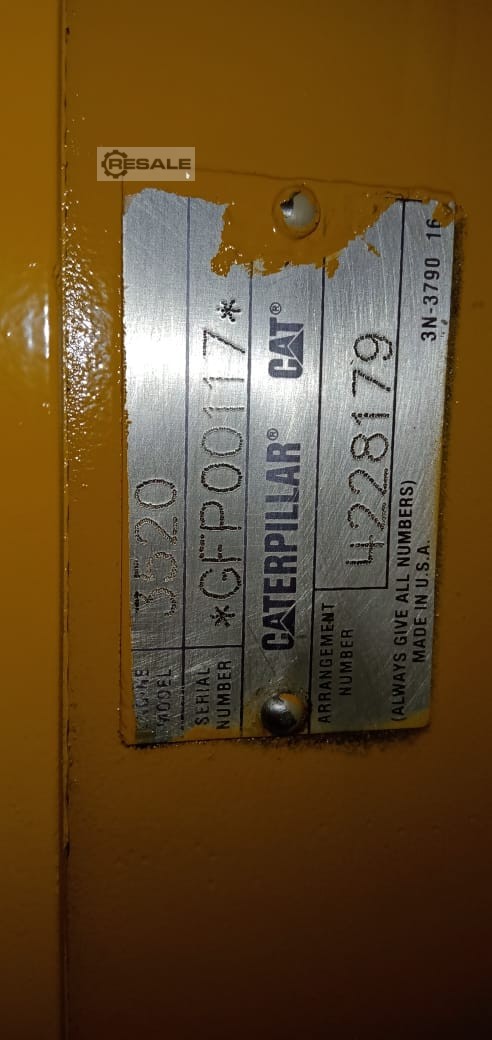 RESALE
MODEL 3520
SERIAL NUMBER *GFP00117*
CATERPILLAR® CAT®
ARRANGEMENT NUMBER 4228179
(ALWAYS GIVE ALL NUMBERS)
MADE IN U.S.A. 3N-3790 16